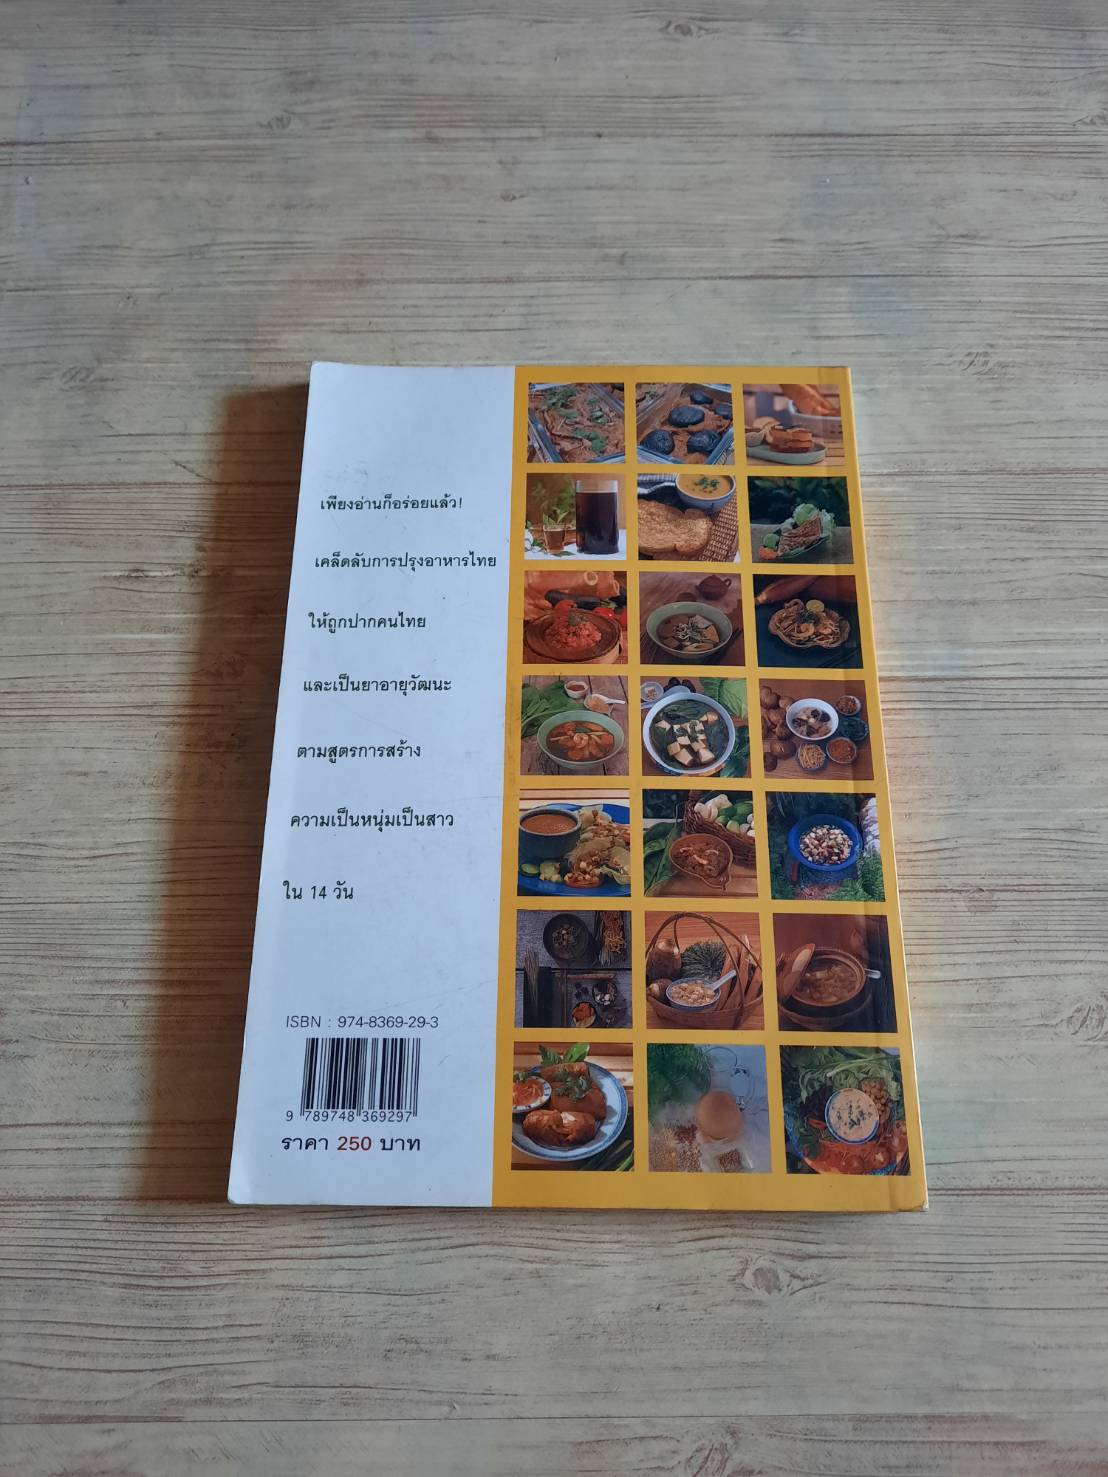 เพียงอ่านก็อร่อยแล้ว!
เคล็ดลับการปรุงอาหารไทย
ให้ถูกปากคนไทย
และเป็นยาอายุวัฒนะ
ตามสูตรการสร้าง
ความเป็นหนุ่มเป็นสาว
ใน 14 วัน
ISBN : 974-8369-29-3
9 789748 369297
ราคา 250 บาท